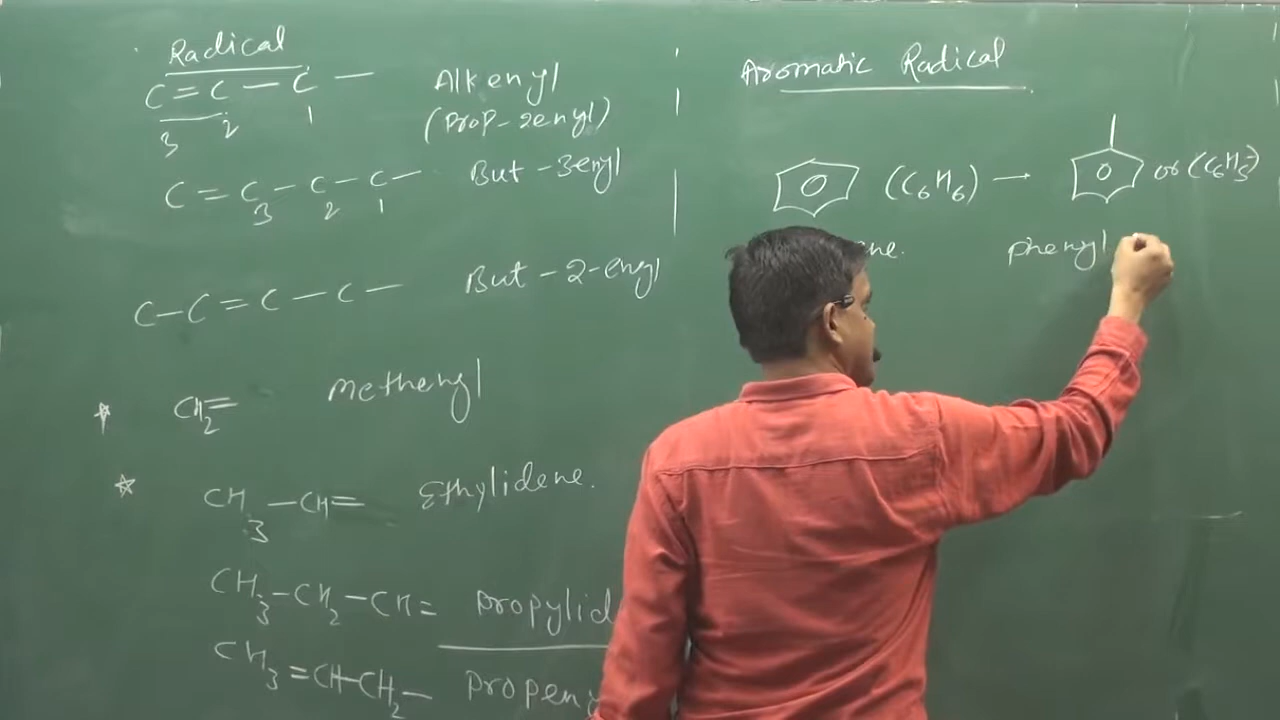 Radical
C = C — C —
3 2 1
Alkenyl
(Prop-2enyl)
C = C — C — C —
3 2 1
But-3enyl
C—C = C — C —
But-2-enyl
CH2=
Methenyl
CH3—CH=
Ethylidene.
CH3—CH2—CH=
Propylid
CH3=CH—CH2—
Propen
Aromatic Radical
(C6H6) → or (C6H5)
ne. phenyl